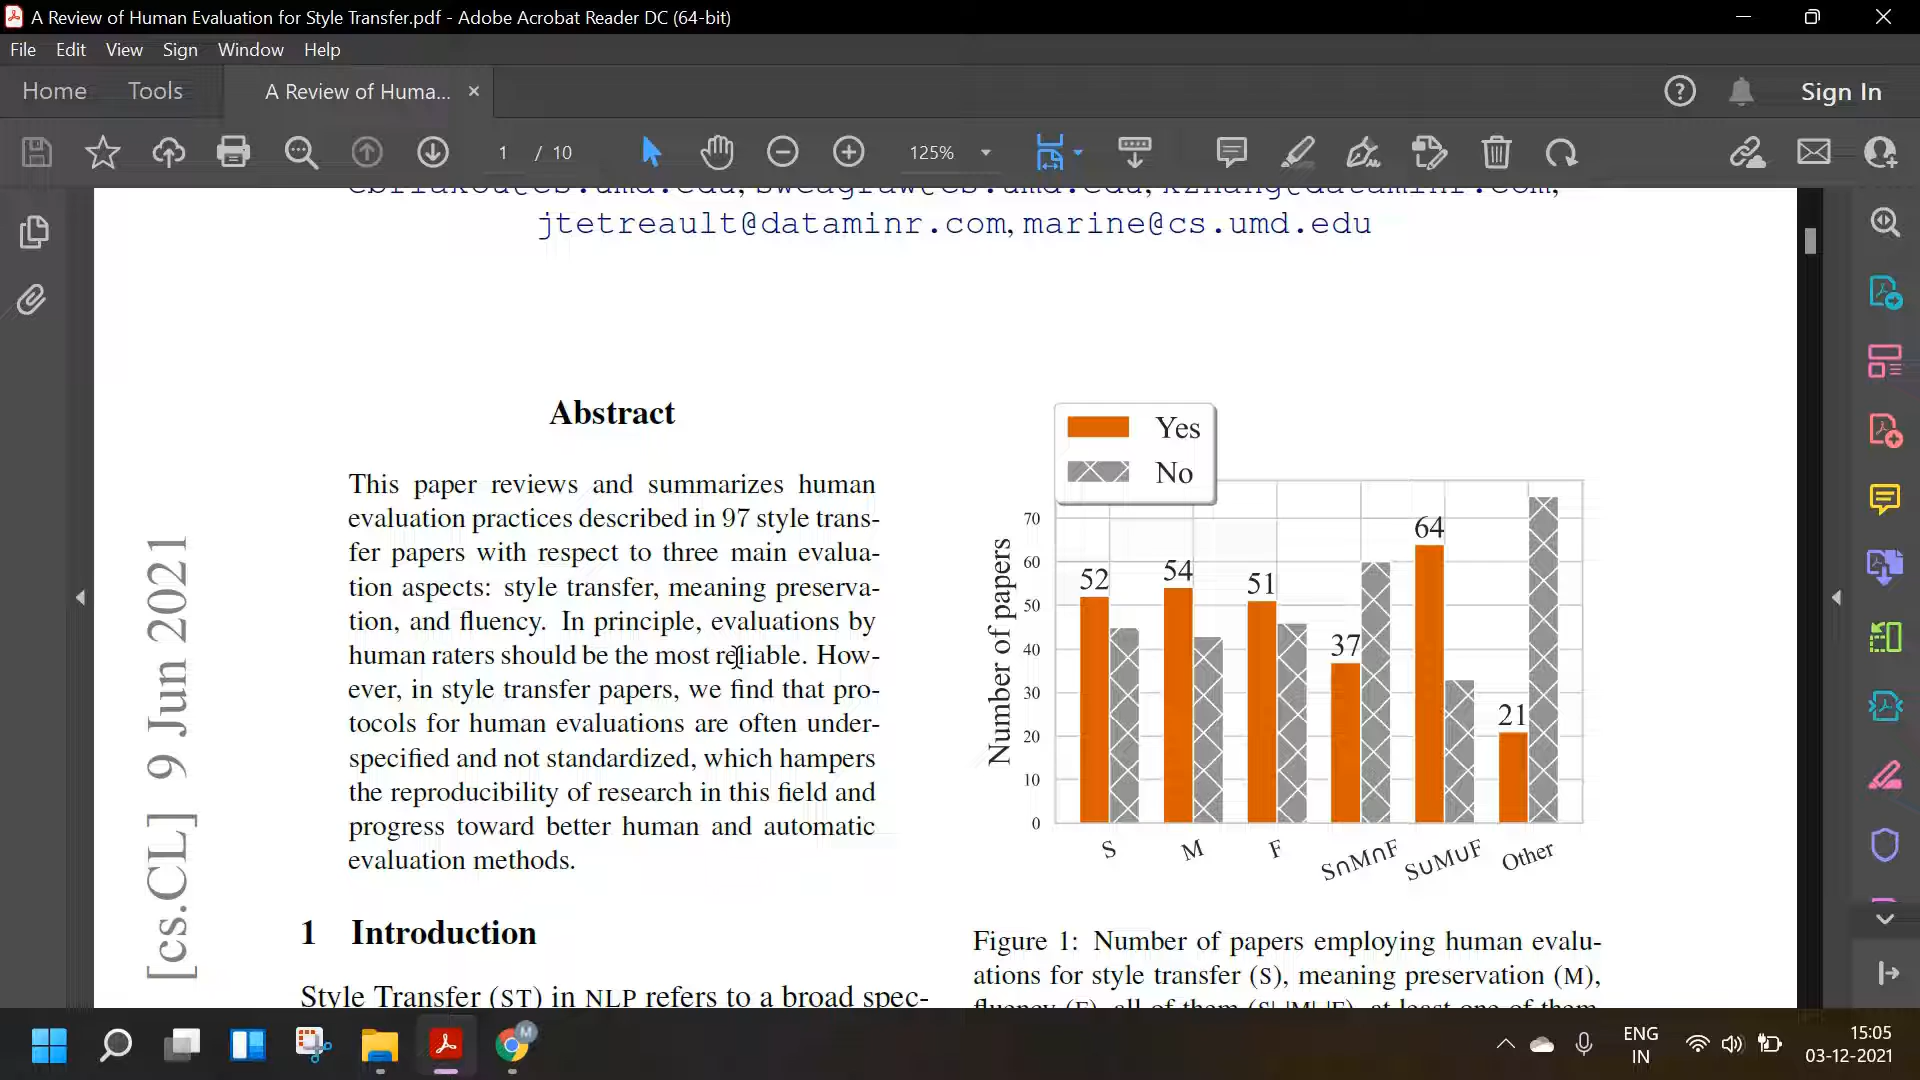 A Review of Human Evaluation for Style Transfer.pdf - Adobe Acrobat Reader DC (64-bit)
File Edit View Sign Window Help
Home Tools A Review of Huma... × Sign In
1 / 10 125%
jtetreault@dataminr.com, marine@cs.umd.edu
Abstract
This paper reviews and summarizes human
evaluation practices described in 97 style trans-
fer papers with respect to three main evalua-
tion aspects: style transfer, meaning preserva-
tion, and fluency. In principle, evaluations by
human raters should be the most reliable. How-
ever, in style transfer papers, we find that pro-
tocols for human evaluations are often under-
specified and not standardized, which hampers
the reproducibility of research in this field and
progress toward better human and automatic
evaluation methods.
1 Introduction
Style Transfer (ST) in NLP refers to a broad spec-
[cs.CL] 9 Jun 2021
Yes
No
Number of papers
70
60
50
40
30
20
10
0
52 54 51 37 64 21
S M F S∩M∩F S∪M∪F Other
Figure 1: Number of papers employing human evalu-
ations for style transfer (S), meaning preservation (M),
ENG
IN
15:05
03-12-2021
M